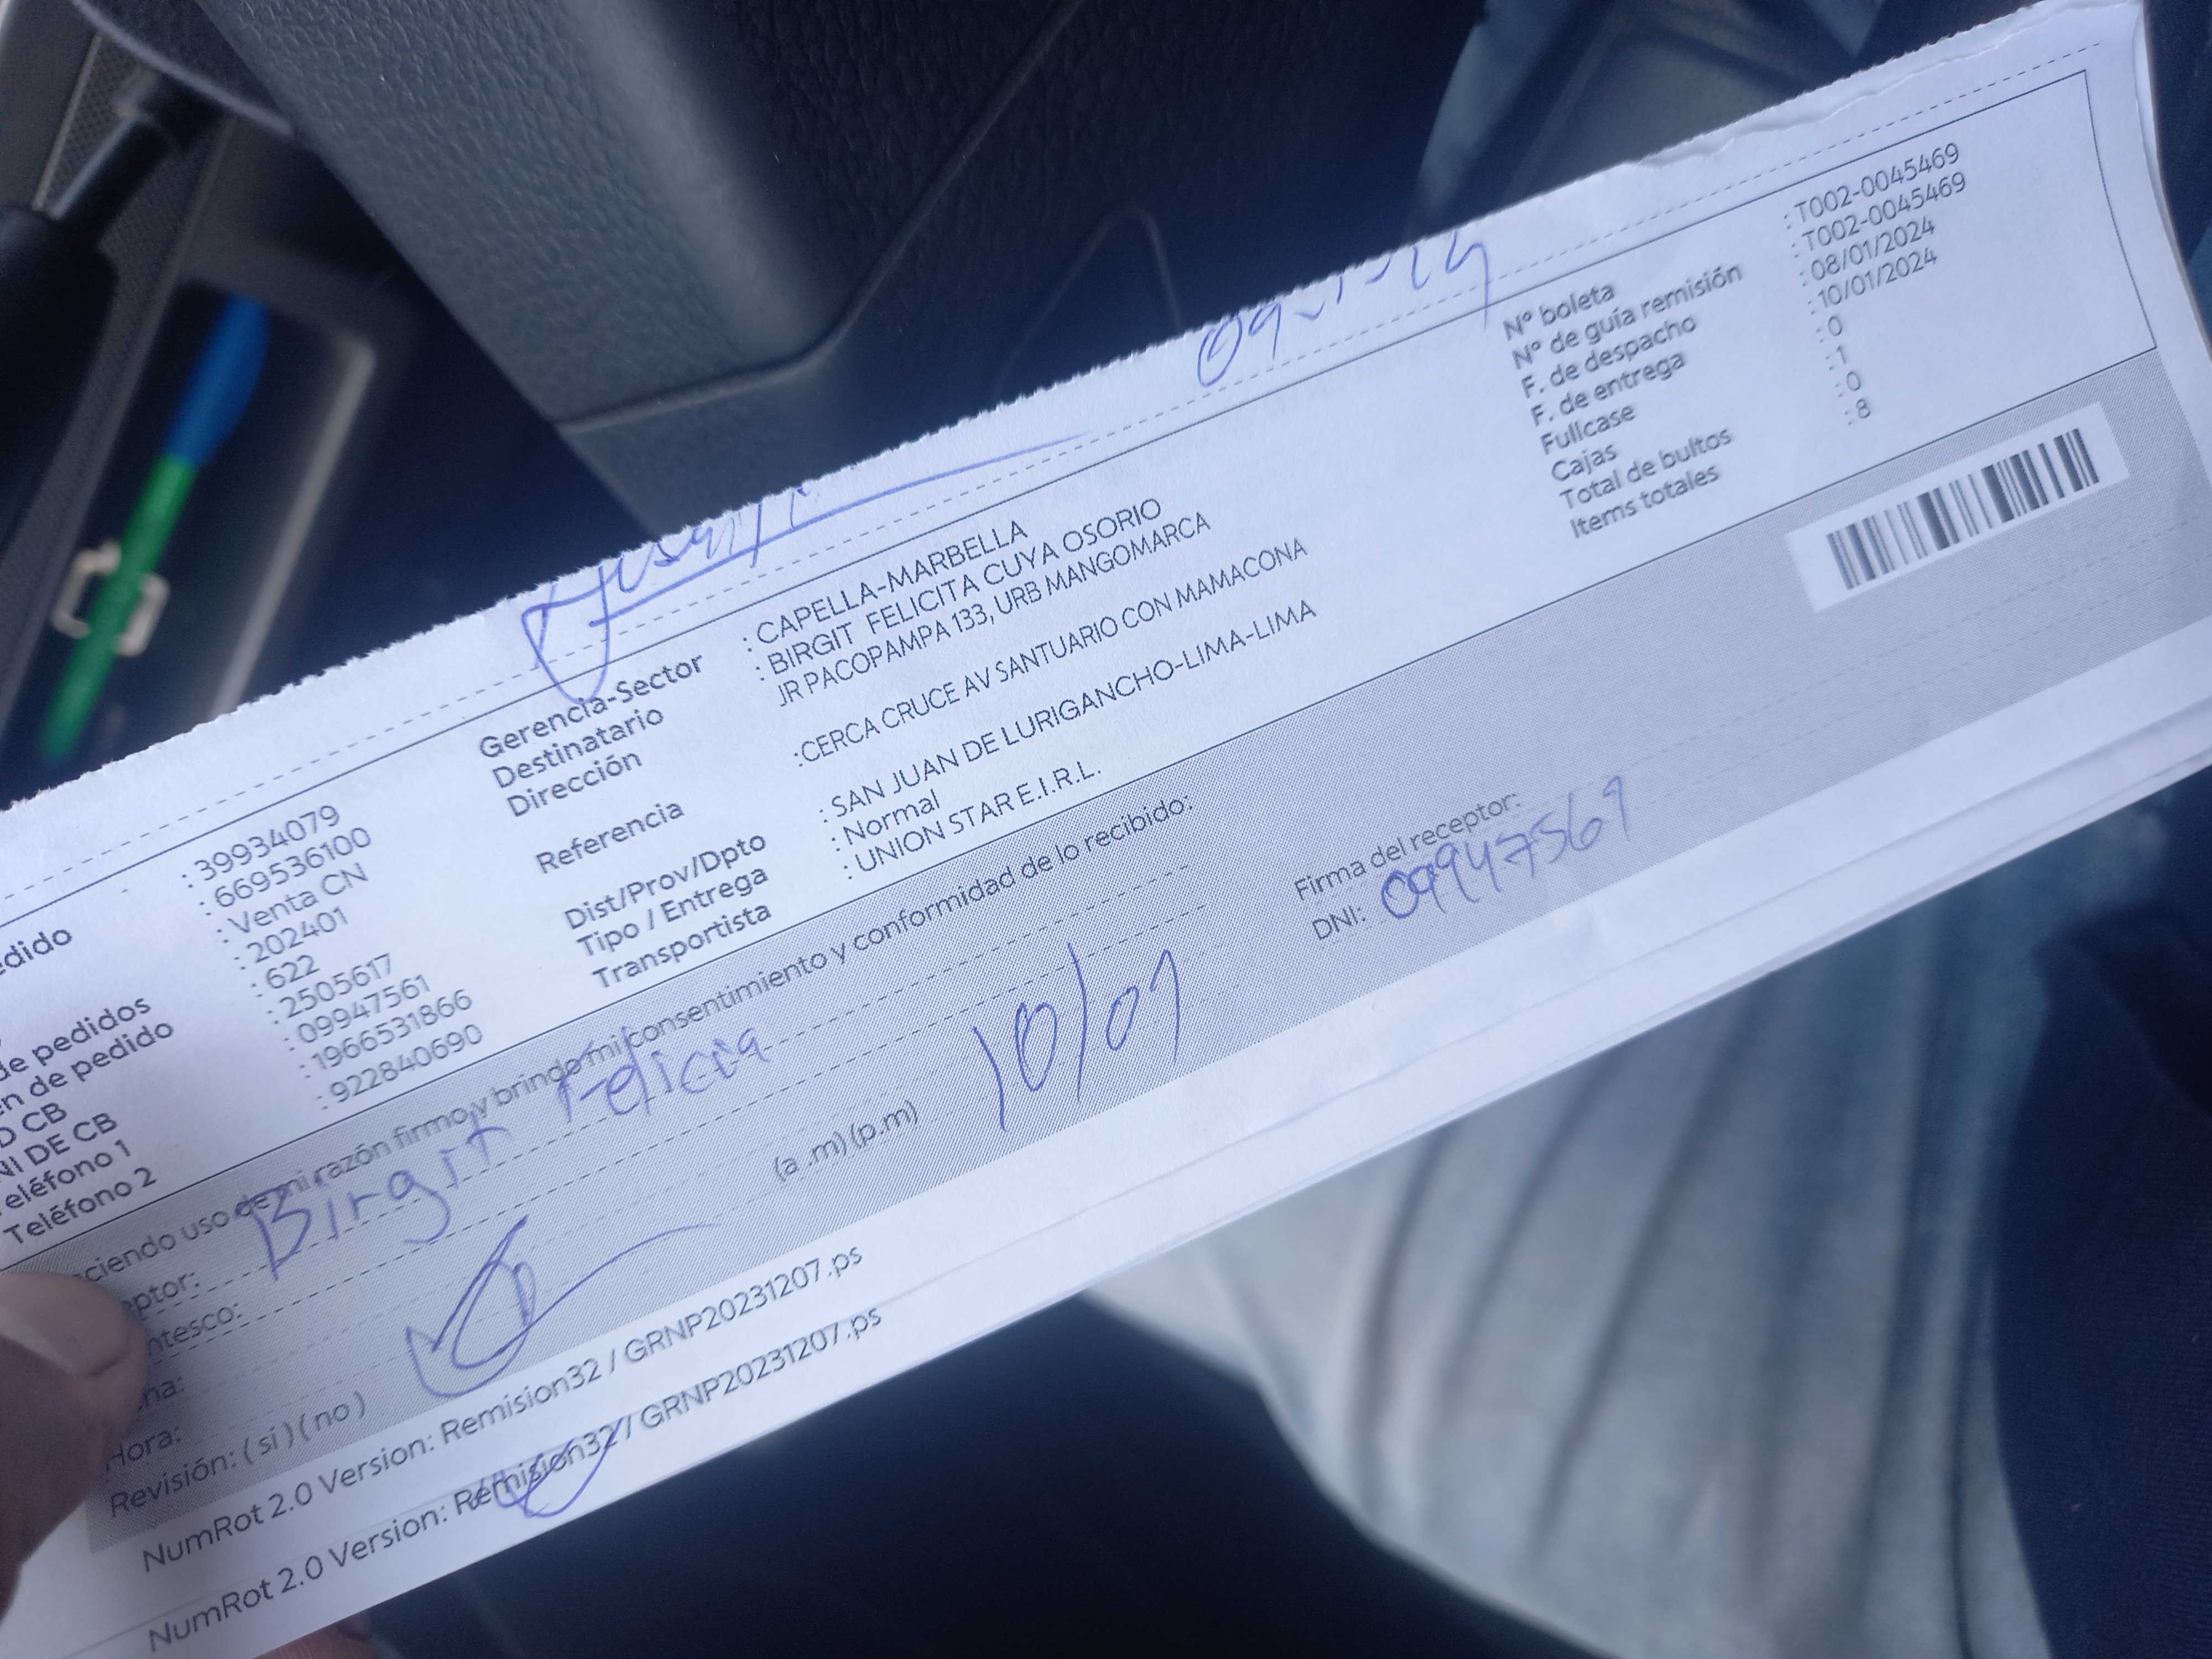 edido : 39934079
: 669536100
: Venta CN
de pedidos : 202401
en de pedido : 622
D CB : 2505617
NI DE CB : 09947561
eléfono 1 : 1966531866
Teléfono 2 : 922840690
Gerencia-Sector : CAPELLA-MARBELLA
Destinatario : BIRGIT FELICITA CUYA OSORIO
Dirección JR PACOPAMPA 133, URB MANGOMARCA
Referencia :CERCA CRUCE AV SANTUARIO CON MAMACONA
Dist/Prov/Dpto : SAN JUAN DE LURIGANCHO-LIMA-LIMA
Tipo / Entrega : Normal
Transportista : UNION STAR E.I.R.L.
N° boleta : T002-0045469
N° de guía remisión : T002-0045469
F. de despacho : 08/01/2024
F. de entrega : 10/01/2024
Fullcase : 0
Cajas : 1
Total de bultos : 0
Items totales : 8
ciendo uso de mi razón firmo y brindo mi consentimiento y conformidad de lo recibido:
eptor: Birgit Felicia
ntesco:
na:
Hora: (a .m) (p.m) 10/01
Revisión: ( si ) ( no )
Firma del receptor:
DNI: 09947561
NumRot 2.0 Version: Remision32 / GRNP20231207.ps
NumRot 2.0 Version: Remision32 / GRNP20231207.ps